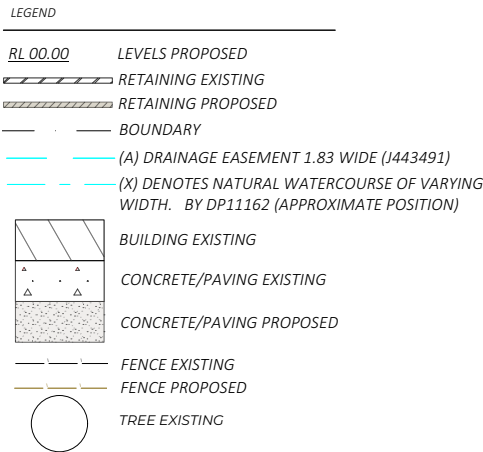 LEGEND
RL 00.00 LEVELS PROPOSED
RETAINING EXISTING
RETAINING PROPOSED
BOUNDARY
(A) DRAINAGE EASEMENT 1.83 WIDE (J443491)
(X) DENOTES NATURAL WATERCOURSE OF VARYING
WIDTH. BY DP11162 (APPROXIMATE POSITION)
BUILDING EXISTING
CONCRETE/PAVING EXISTING
CONCRETE/PAVING PROPOSED
FENCE EXISTING
FENCE PROPOSED
TREE EXISTING